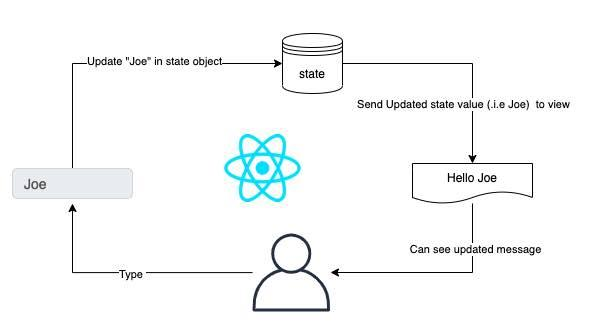 Update "Joe" in state object
state
Send Updated state value (.i.e Joe)  to view
Joe
Hello Joe
Can see updated message
Type